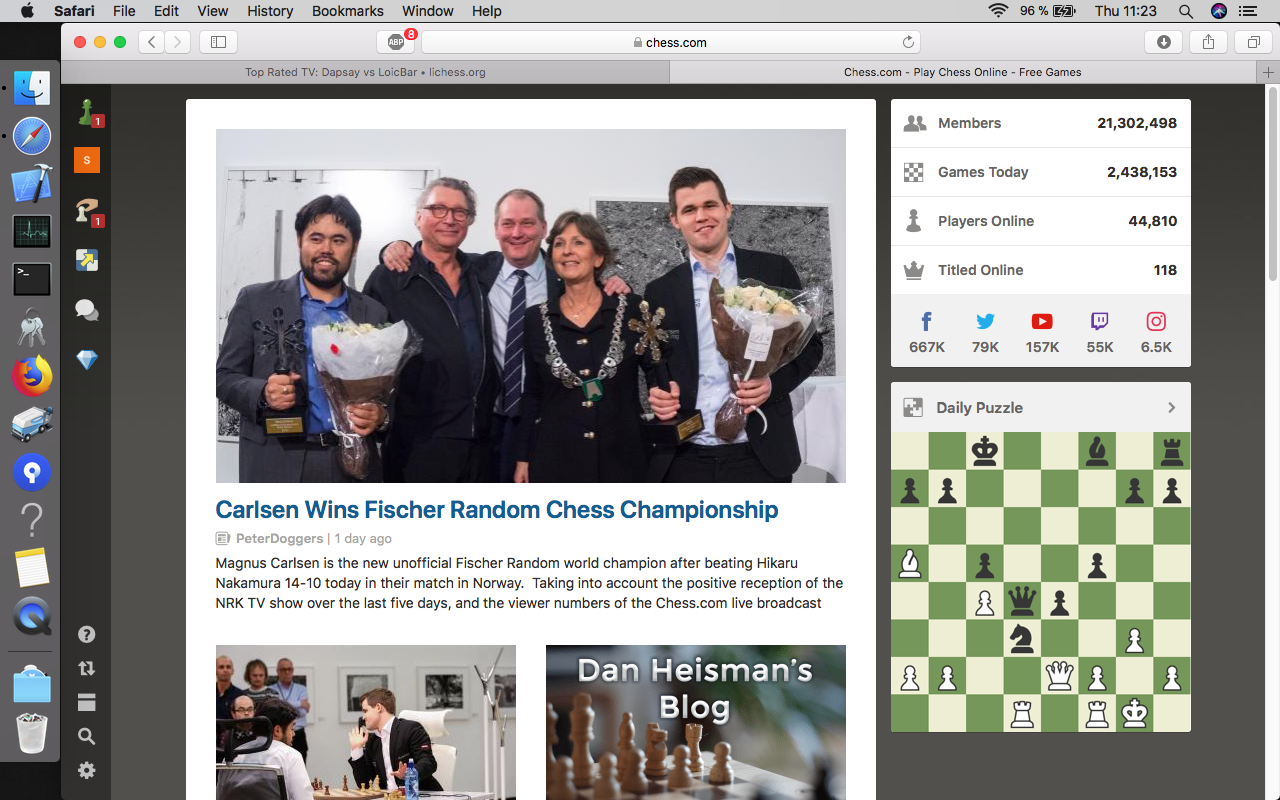 Safari File Edit View History Bookmarks Window Help 96 % Thu 11:23
ABP 8 chess.com
Top Rated TV: Dapsay vs LoicBar • lichess.org Chess.com - Play Chess Online - Free Games
1
S
1
>_
Members 21,302,498
Games Today 2,438,153
Players Online 44,810
Titled Online 118
667K 79K 157K 55K 6.5K
Daily Puzzle
Carlsen Wins Fischer Random Chess Championship
PeterDoggers | 1 day ago
Magnus Carlsen is the new unofficial Fischer Random world champion after beating Hikaru
Nakamura 14-10 today in their match in Norway. Taking into account the positive reception of the
NRK TV show over the last five days, and the viewer numbers of the Chess.com live broadcast
Dan Heisman's
Blog